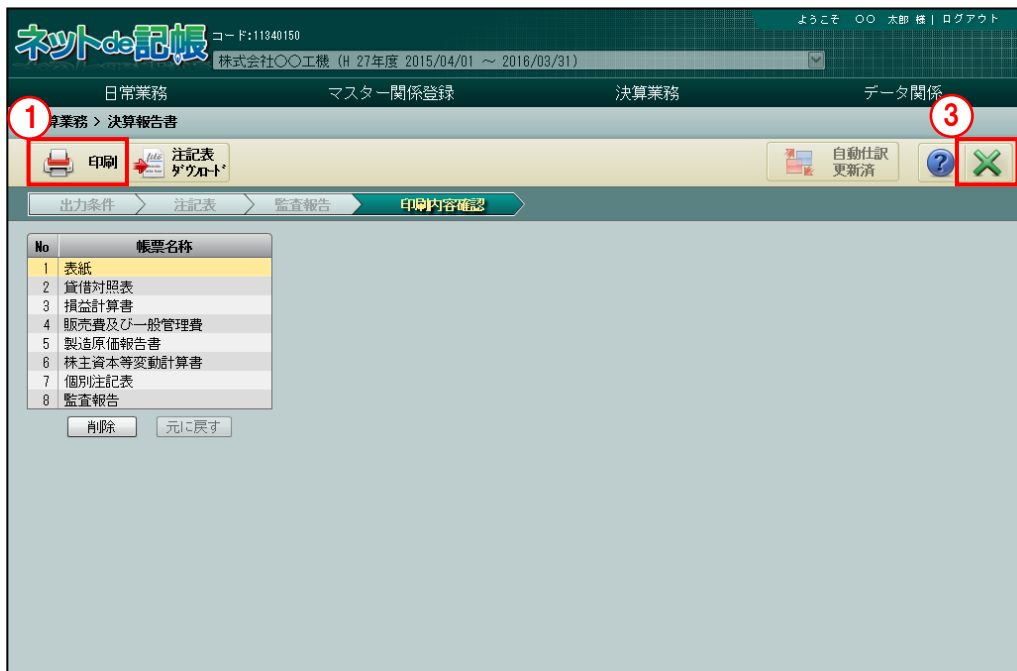 ようこそ 〇〇 太郎 様 | ログアウト
ネットde記帳
コード:11340150
株式会社〇〇工機 (H 27年度 2015/04/01 ～ 2016/03/31)
日常業務 マスター関係登録 決算業務 データ関係
① 算業務 > 決算報告書 ③
印刷 注記表ダウンロード 自動仕訳更新済 ?
出力条件 注記表 監査報告 印刷内容確認
No 帳票名称
1 表紙
2 貸借対照表
3 損益計算書
4 販売費及び一般管理費
5 製造原価報告書
6 株主資本等変動計算書
7 個別注記表
8 監査報告
削除 元に戻す